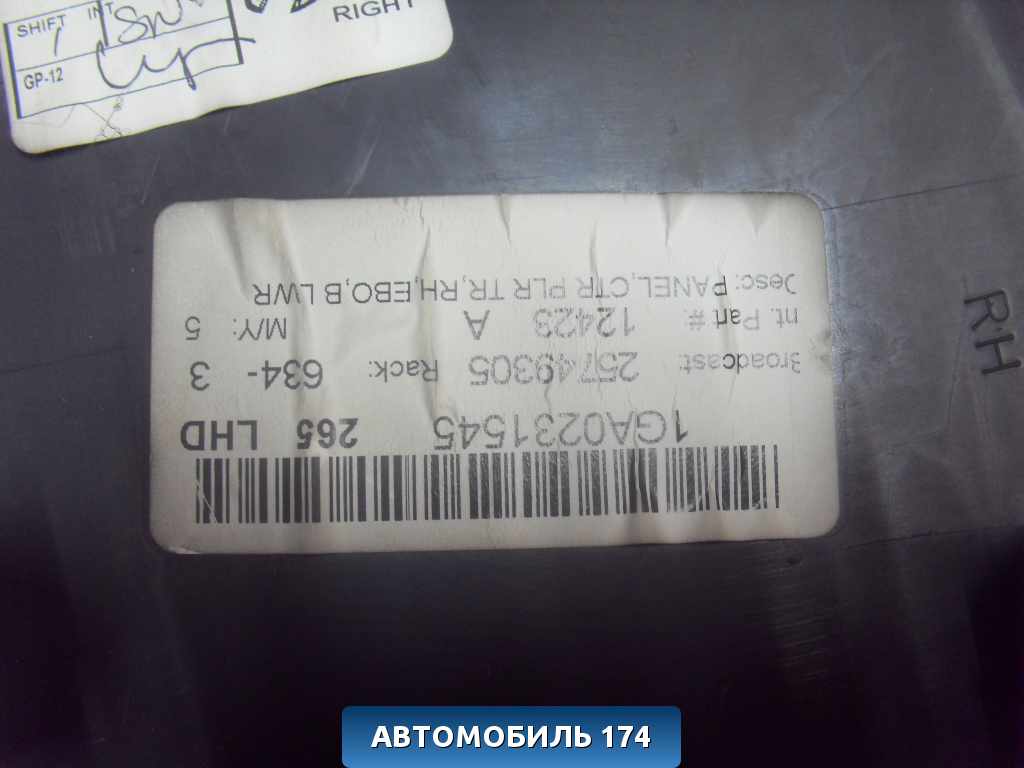 SHIFT INT
GP-12
RIGHT
1GA0231545 265 LHD
Broadcast: 25749305 Rack: 634- 3
Int. Part #: 12423 A M/Y: 5
Desc: PANEL,CTR PLR TR,RH,EBO,B LWR
RH
АВТОМОБИЛЬ 174